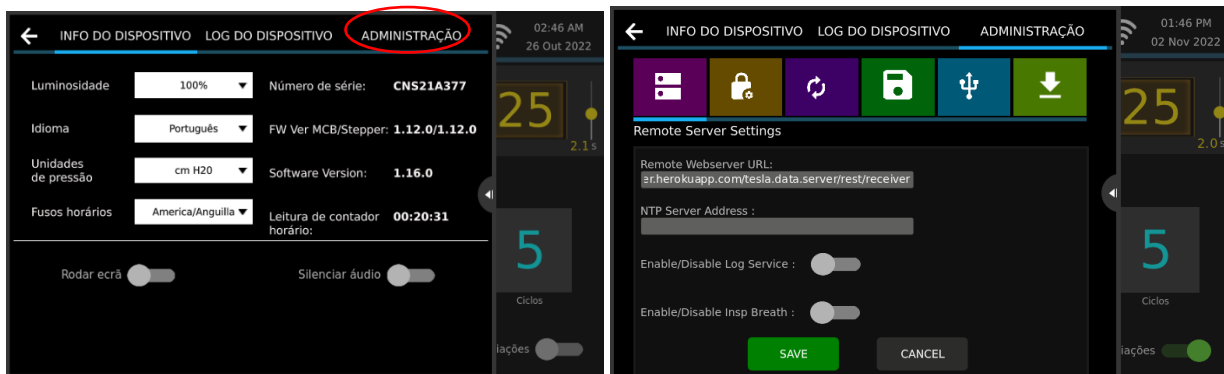 INFO DO DISPOSITIVO LOG DO DISPOSITIVO ADMINISTRAÇÃO
02:46 AM
26 Out 2022
Luminosidade 100% Número de série: CNS21A377
25
Idioma Português FW Ver MCB/Stepper: 1.12.0/1.12.0
2.1 s
Unidades
de pressão cm H20 Software Version: 1.16.0
Fusos horários America/Anguilla Leitura de contador
horário: 00:20:31
5
Rodar ecrã Silenciar áudio
Ciclos
iações
INFO DO DISPOSITIVO LOG DO DISPOSITIVO ADMINISTRAÇÃO
01:46 PM
02 Nov 2022
25
Remote Server Settings
2.0 s
Remote Webserver URL:
er.herokuapp.com/tesla.data.server/rest/receiver
NTP Server Address :
5
Enable/Disable Log Service :
Enable/Disable Insp Breath :
Ciclos
SAVE CANCEL
iações